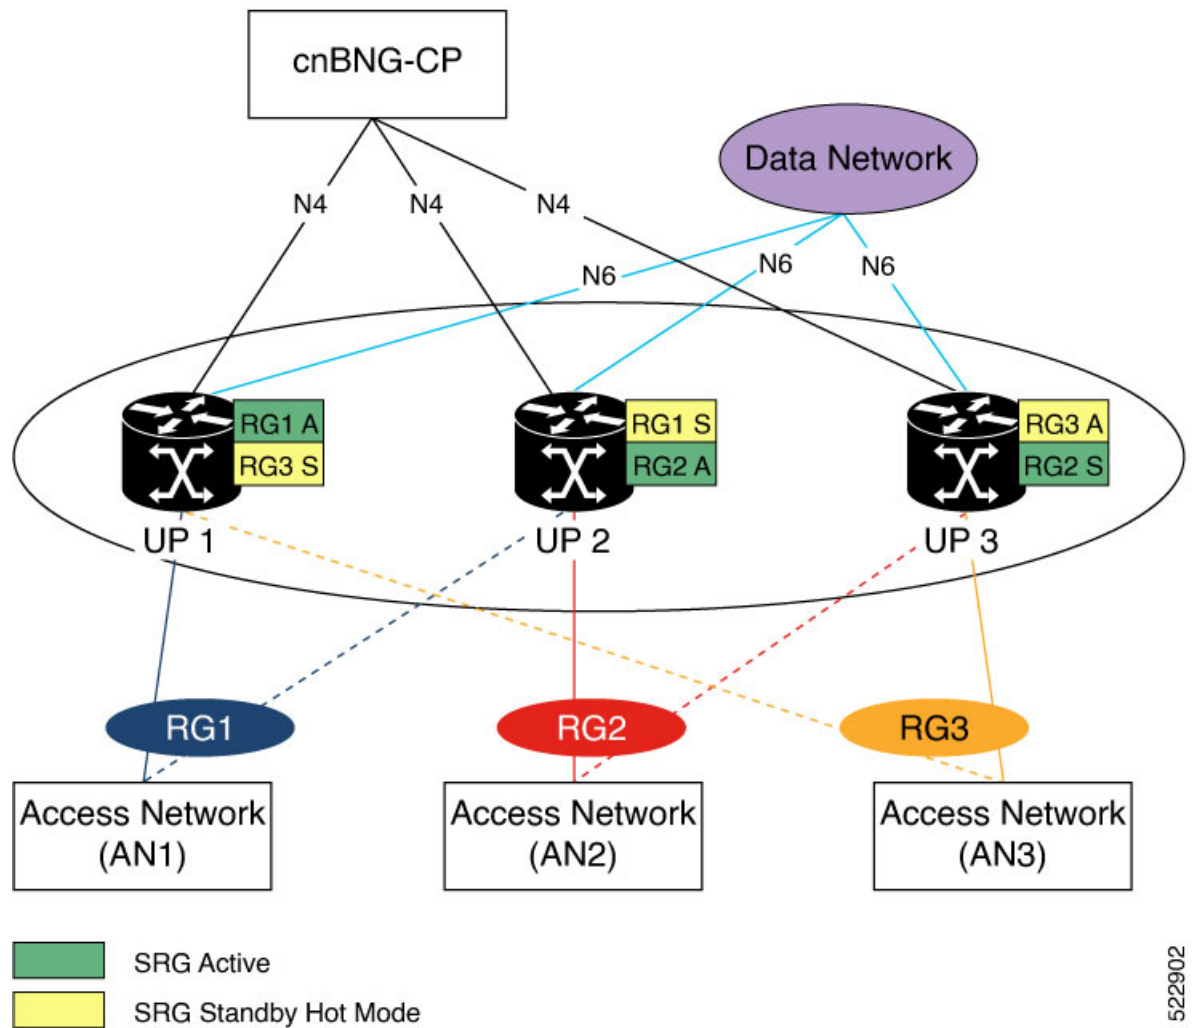 cnBNG-CP
Data Network
N4
N4
N4
N6
N6
N6
RG1 A
RG3 S
RG1 S
RG2 A
RG3 A
RG2 S
UP 1
UP 2
UP 3
RG1
RG2
RG3
Access Network
(AN1)
Access Network
(AN2)
Access Network
(AN3)
SRG Active
SRG Standby Hot Mode
522902